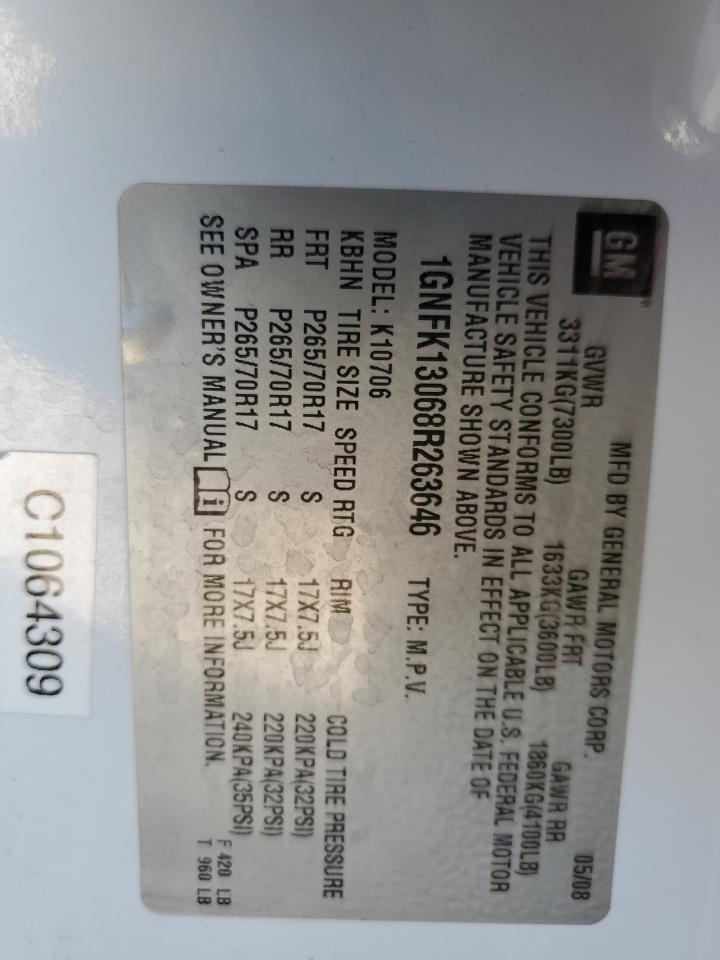 GM
MFD BY GENERAL MOTORS CORP. 05/08
GVWR GAWR FRT GAWR RR
3311KG(7300LB) 1633KG(3600LB) 1860KG(4100LB)
THIS VEHICLE CONFORMS TO ALL APPLICABLE U.S. FEDERAL MOTOR
VEHICLE SAFETY STANDARDS IN EFFECT ON THE DATE OF
MANUFACTURE SHOWN ABOVE.
1GNFK13068R263646 TYPE: M.P.V.
MODEL: K10706
KBHN TIRE SIZE SPEED RTG RIM COLD TIRE PRESSURE
FRT P265/70R17 S 17X7.5J 220KPA(32PSI)
RR P265/70R17 S 17X7.5J 220KPA(32PSI)
SPA P265/70R17 S 17X7.5J 240KPA(35PSI)
SEE OWNER'S MANUAL i FOR MORE INFORMATION.
F 420 LB
T 960 LB
C1064309